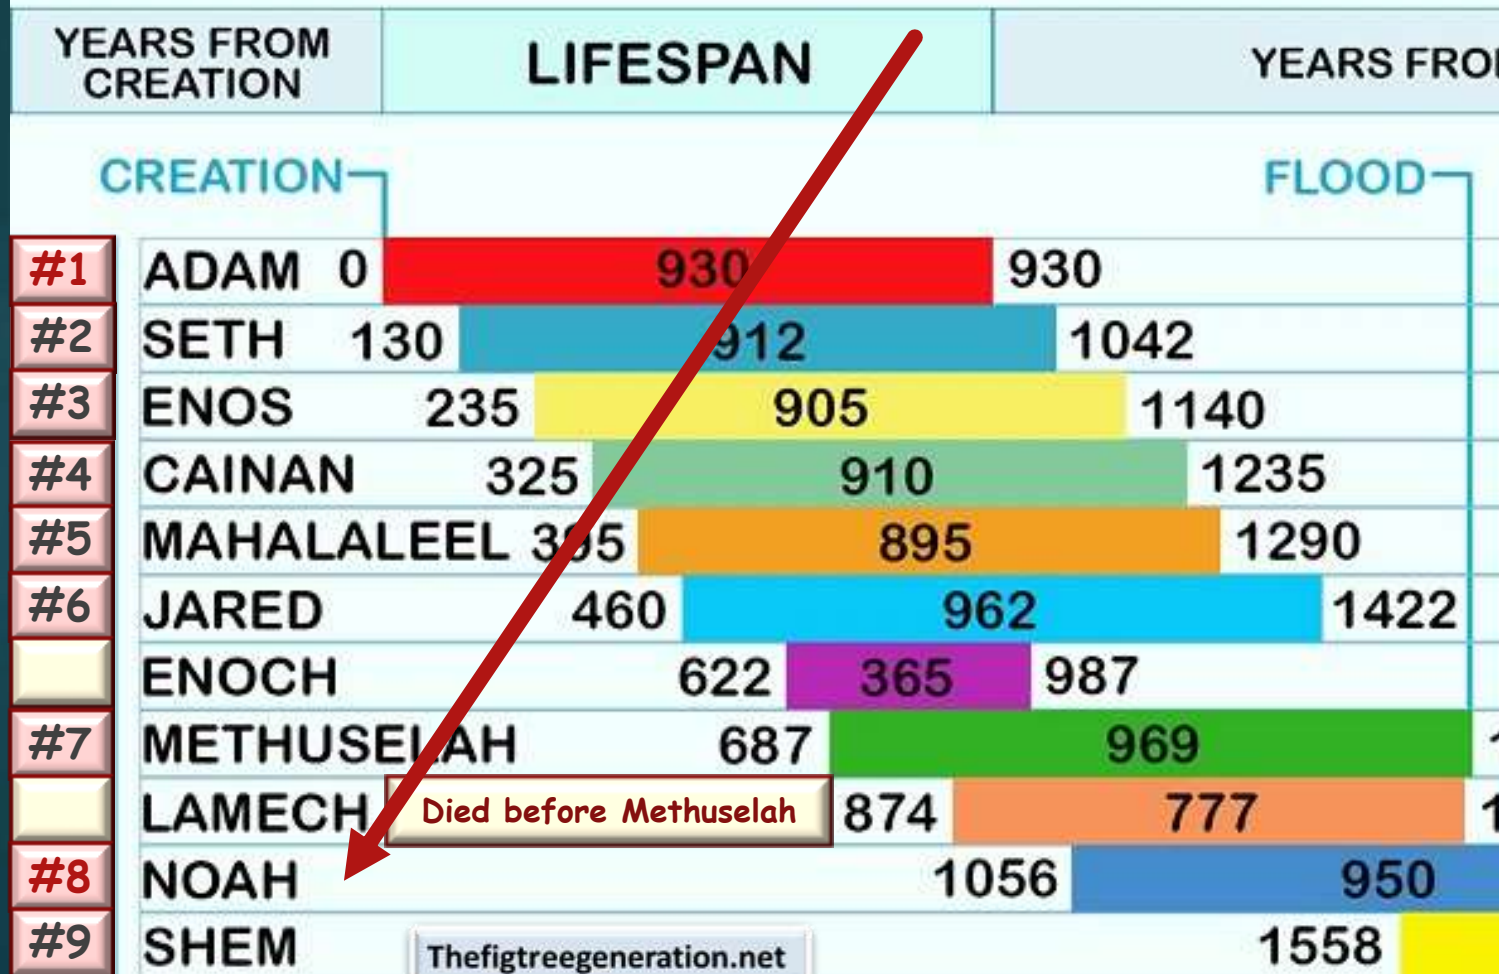 YEARS FROM
CREATION
LIFESPAN
CREATION
FLOOD
#1 ADAM 0 930 930
#2 SETH 130 912 1042
#3 ENOS 235 905 1140
#4 CAINAN 325 910 1235
#5 MAHALALEEL 395 895 1290
#6 JARED 460 962 1422
ENOCH 622 365 987
#7 METHUSELAH 687 969
LAMECH Died before Methuselah 874 777
#8 NOAH 1056 950
#9 SHEM 1558
Thefigtreegeneration.net